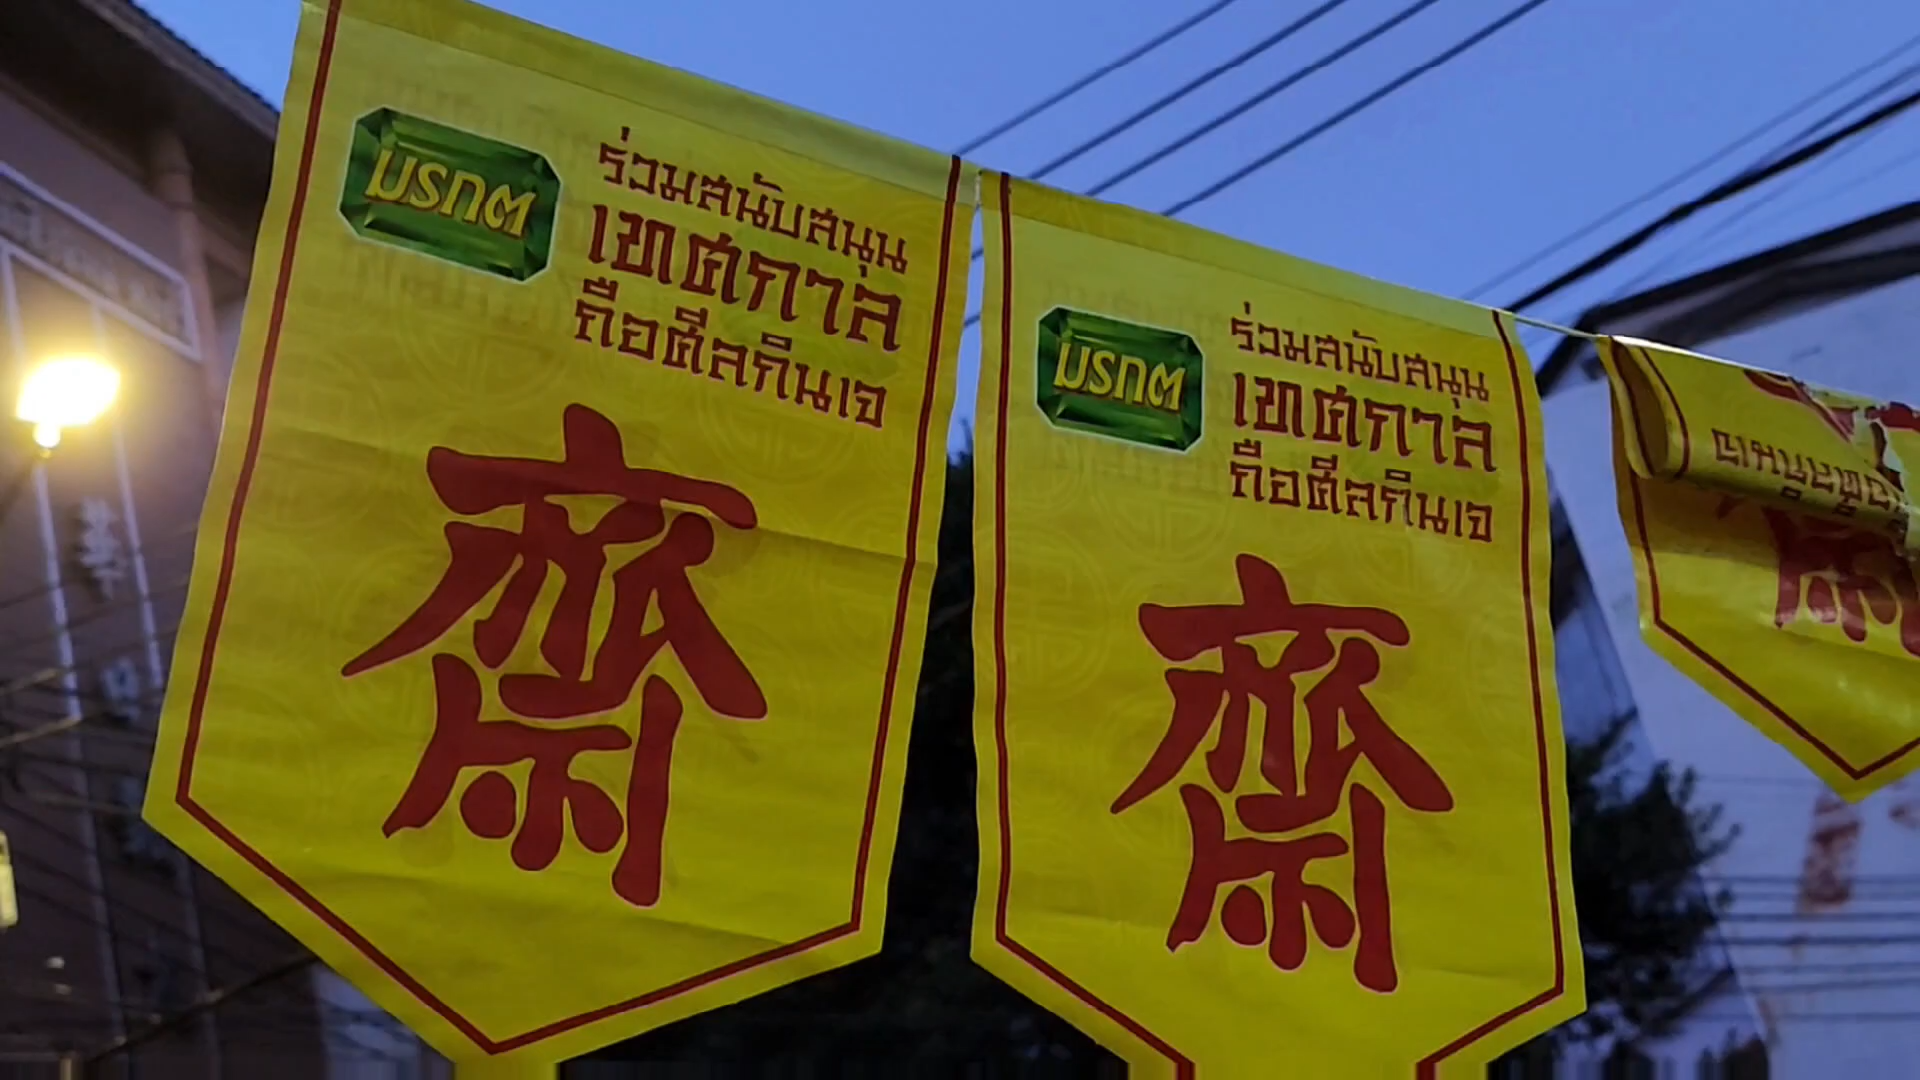 มรกต
ร่วมสนับสนุน
เทศกาล
ถือศีลกินเจ
齋
มรกต
ร่วมสนับสนุน
เทศกาล
ถือศีลกินเจ
齋